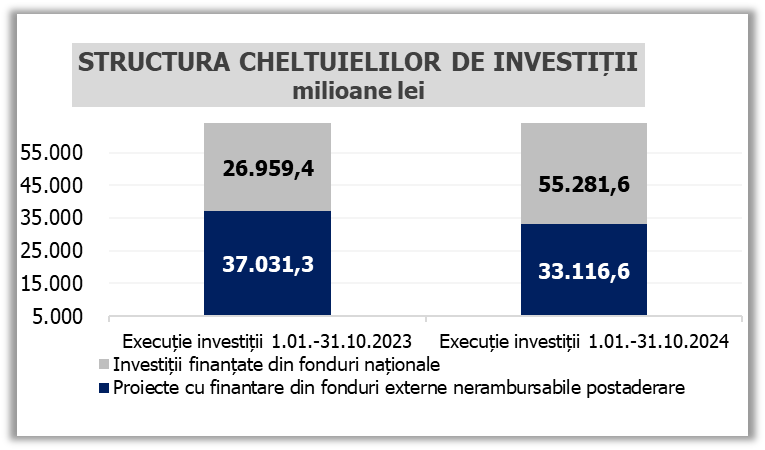 STRUCTURA CHELTUIELILOR DE INVESTIȚII
milioane lei
55.000
45.000
35.000
25.000
15.000
5.000
26.959,4
55.281,6
37.031,3
33.116,6
Execuție investiții 1.01.-31.10.2023
Execuție investiții 1.01.-31.10.2024
Investiții finanțate din fonduri naționale
Proiecte cu finantare din fonduri externe nerambursabile postaderare